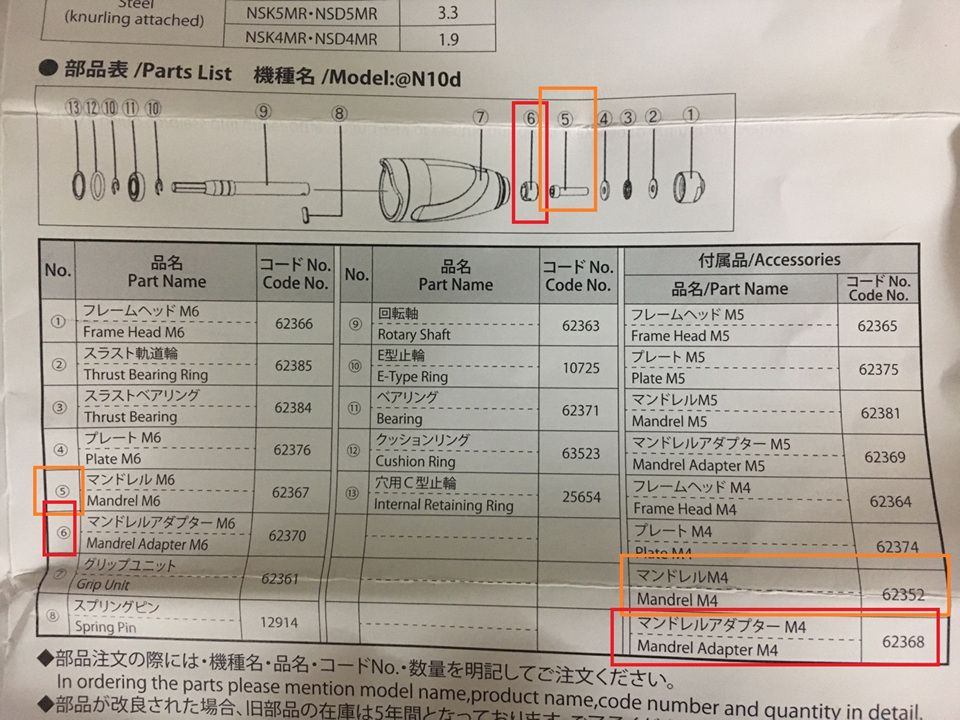 Steel
(knurling attached)
NSK5MR・NSD5MR
3.3
NSK4MR・NSD4MR
1.9
● 部品表 /Parts List 機種名 /Model:@N10d
⑬ ⑫ ⑩ ⑪ ⑩ ⑨ ⑧ ⑦ ⑥ ⑤ ④ ③ ② ①
No.
品名
Part Name
コード No.
Code No.
①
フレームヘッド M6
Frame Head M6
62366
②
スラスト軌道輪
Thrust Bearing Ring
62385
③
スラストベアリング
Thrust Bearing
62384
④
プレート M6
Plate M6
62376
⑤
マンドレル M6
Mandrel M6
62367
⑥
マンドレルアダプター M6
Mandrel Adapter M6
62370
⑦
グリップユニット
Grip Unit
62361
⑧
スプリングピン
Spring Pin
12914
No.
品名
Part Name
コード No.
Code No.
⑨
回転軸
Rotary Shaft
62363
⑩
E型止輪
E-Type Ring
10725
⑪
ベアリング
Bearing
62371
⑫
クッションリング
Cushion Ring
63523
⑬
穴用C型止輪
Internal Retaining Ring
25654
付属品/Accessories
品名/Part Name
コード No.
Code No.
フレームヘッド M5
Frame Head M5
62365
プレート M5
Plate M5
62375
マンドレルM5
Mandrel M5
62381
マンドレルアダプター M5
Mandrel Adapter M5
62369
フレームヘッド M4
Frame Head M4
62364
プレート M4
Plate M4
62374
マンドレルM4
Mandrel M4
62352
マンドレルアダプター M4
Mandrel Adapter M4
62368
◆部品注文の際には・機種名・品名・コードNo.・数量を明記してご注文ください。
In ordering the parts please mention model name,product name,code number and quantity in detail.
◆部品が改良された場合、旧部品の在庫は5年間となっております